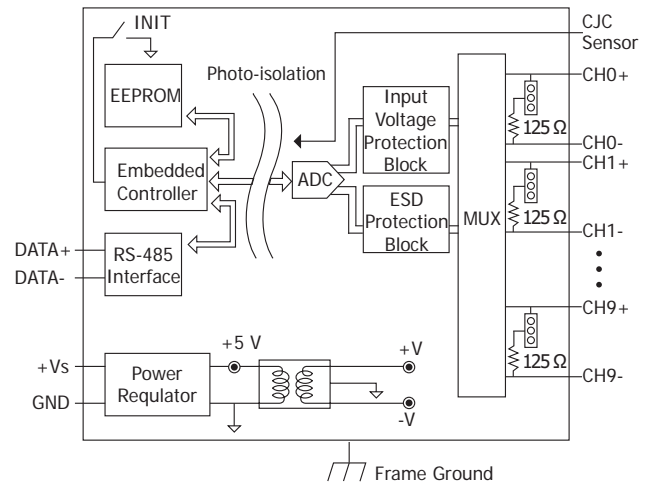 INIT
CJC
Sensor
EEPROM
Photo-isolation
Input
Voltage
Protection
Block
CH0+
125 Ω
CH0-
Embedded
Controller
ADC
ESD
Protection
Block
MUX
CH1+
125 Ω
CH1-
DATA+
DATA-
RS-485
Interface
CH9+
125 Ω
CH9-
+Vs
GND
Power
Requlator
+5 V
+V
-V
Frame Ground